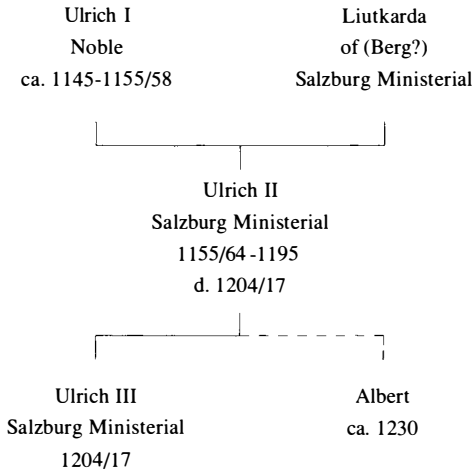 Ulrich I
Noble
ca. 1145-1155/58
Liutkarda
of (Berg?)
Salzburg Ministerial
Ulrich II
Salzburg Ministerial
1155/64-1195
d. 1204/17
Ulrich III
Salzburg Ministerial
1204/17
Albert
ca. 1230